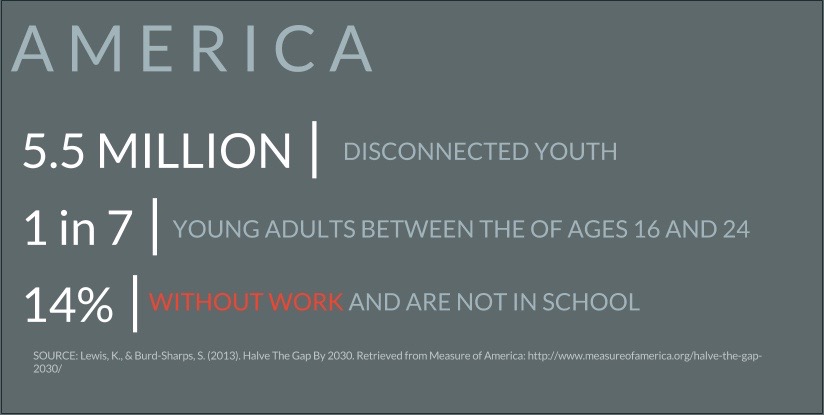 AMERICA
5.5 MILLION | DISCONNECTED YOUTH
1 in 7 | YOUNG ADULTS BETWEEN THE OF AGES 16 AND 24
14% | WITHOUT WORK AND ARE NOT IN SCHOOL
SOURCE: Lewis, K., & Burd-Sharps, S. (2013). Halve The Gap By 2030. Retrieved from Measure of America: http://www.measureofamerica.org/halve-the-gap-
2030/